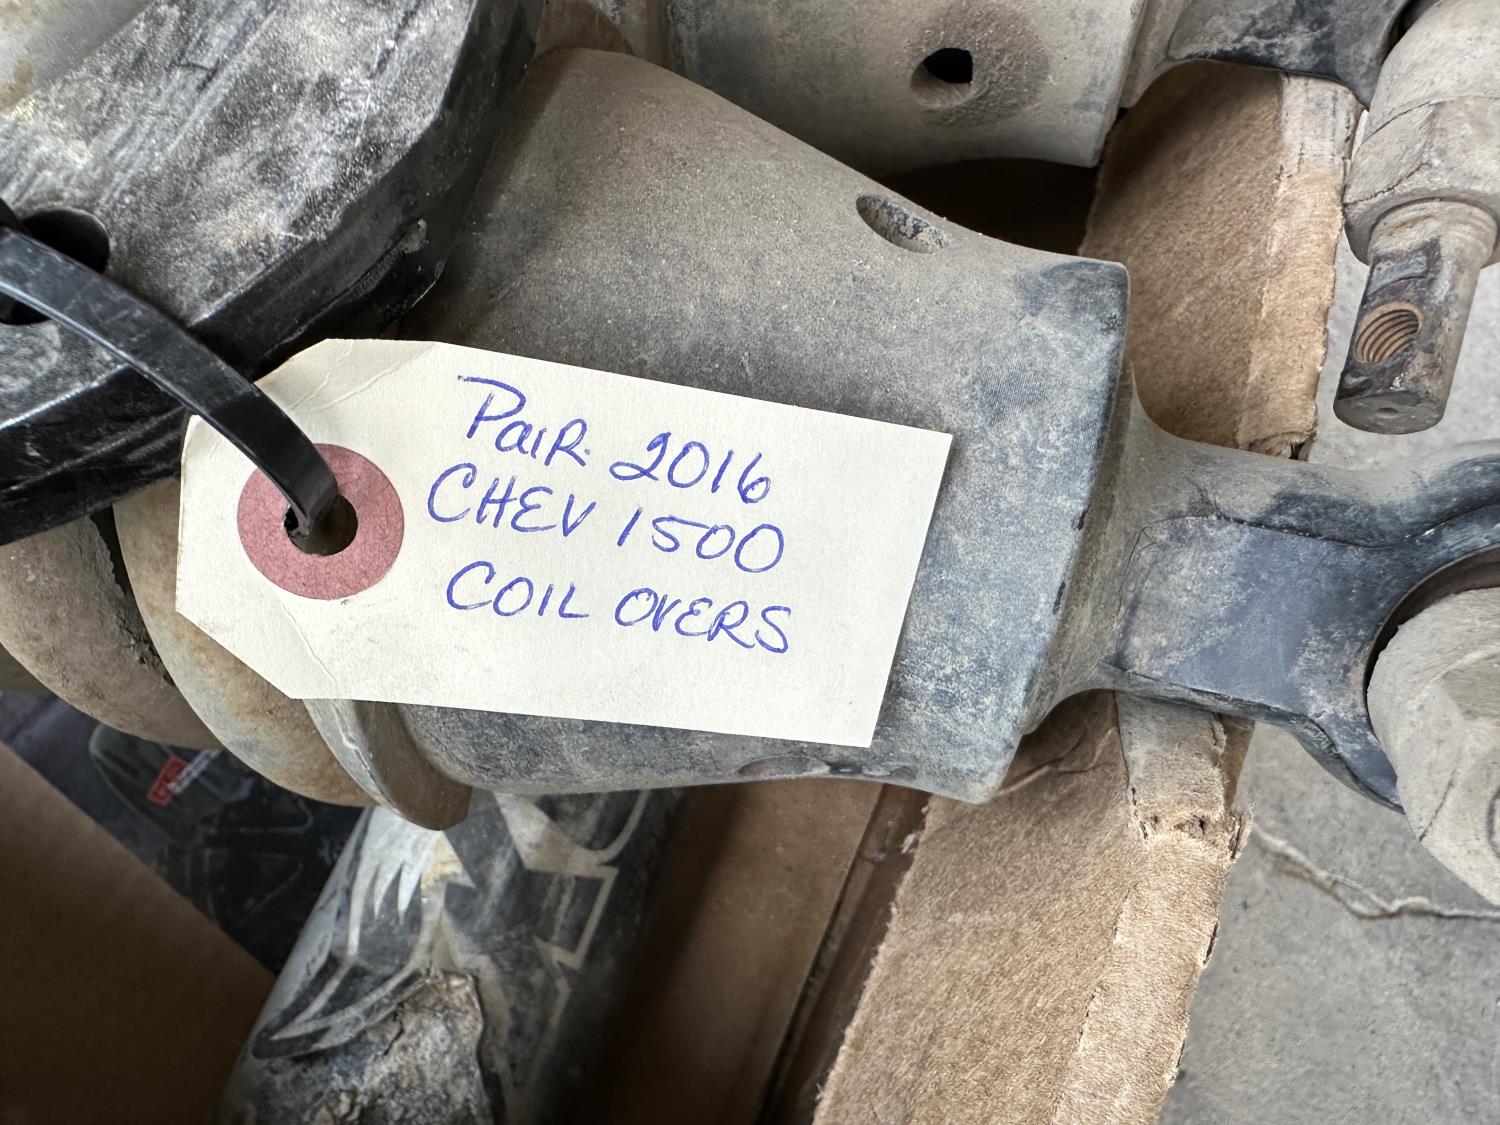 PAIR. 2016
CHEV 1500
COIL OVERS